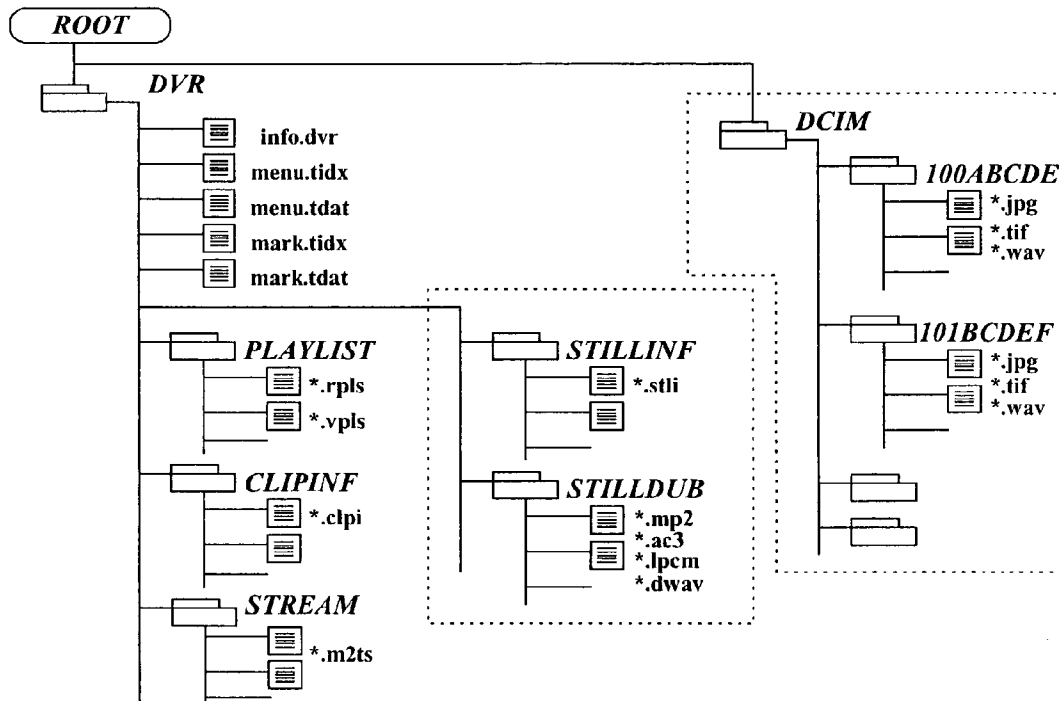 ROOT
DVR
info.dvr
menu.tidx
menu.tdat
mark.tidx
mark.tdat
PLAYLIST
*.rpls
*.vpls
CLIPINF
*.clpi
STREAM
*.m2ts
STILLINF
*.stli
STILLDUB
*.mp2
*.ac3
*.lpcm
*.dwav
DCIM
100ABCDE
*.jpg
*.tif
*.wav
101BCDEF
*.jpg
*.tif
*.wav